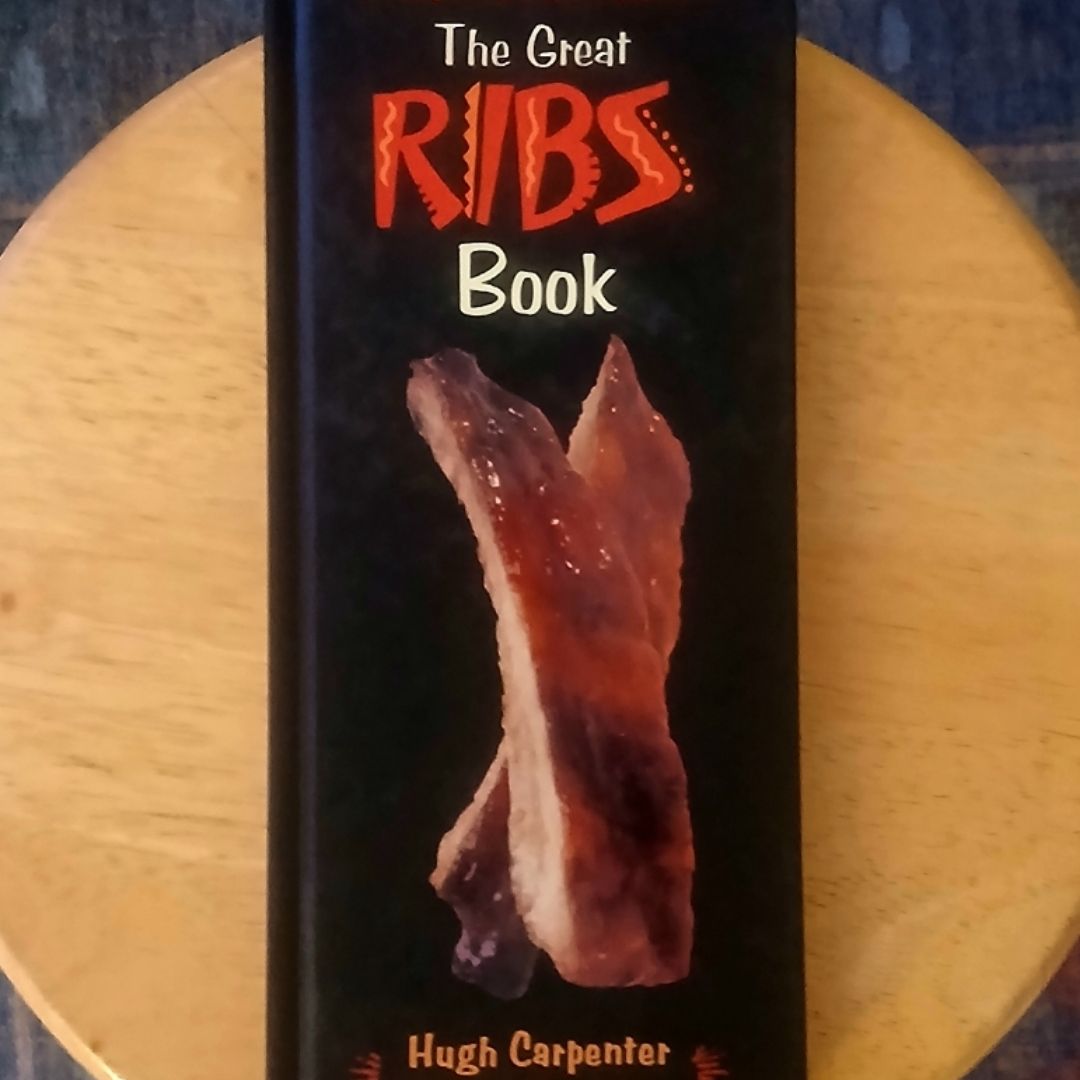 The Great
RIBS
Book
Hugh Carpenter